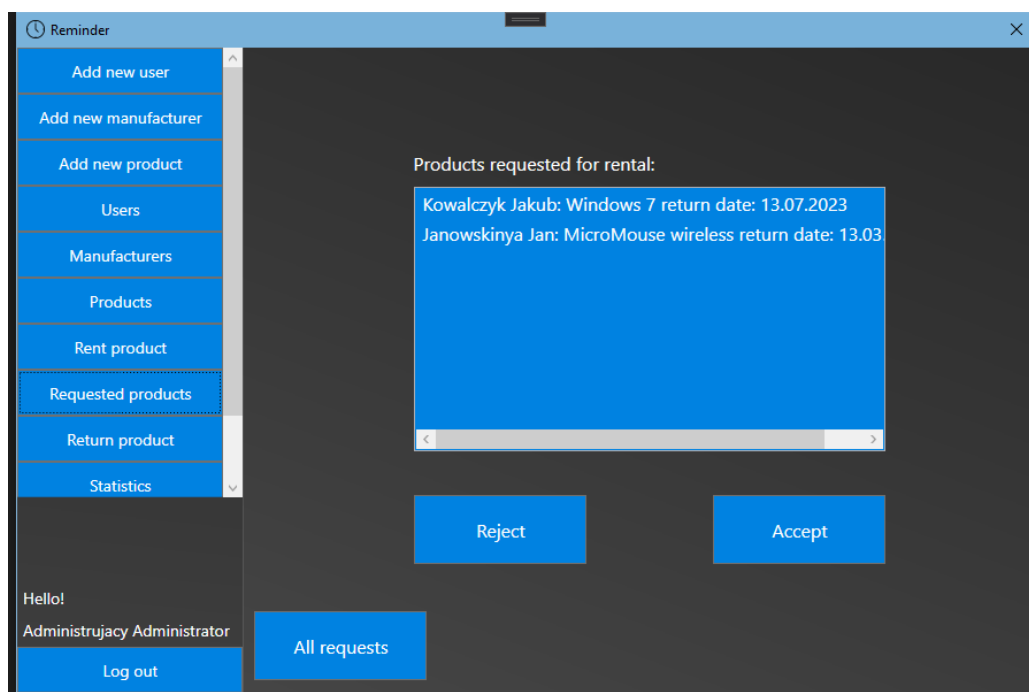 Reminder
Add new user
Add new manufacturer
Add new product
Users
Manufacturers
Products
Rent product
Requested products
Return product
Statistics
Hello!
Administrujacy Administrator
Log out
Products requested for rental:
Kowalczyk Jakub: Windows 7 return date: 13.07.2023
Janowskinya Jan: MicroMouse wireless return date: 13.03.
Reject
Accept
All requests